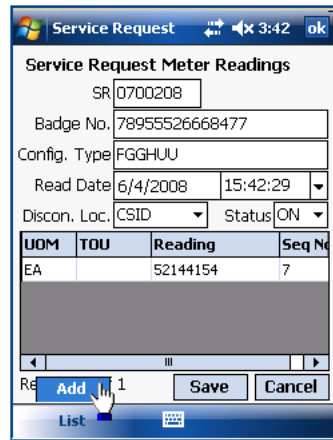 Service Request 3:42 ok
Service Request Meter Readings
SR 0700208
Badge No. 78955526668477
Config. Type FGGHUU
Read Date 6/4/2008 15:42:29
Discon. Loc. CSID Status ON
UOM TOU Reading Seq No
EA 52144154 7
Re 1 Save Cancel
Add
List